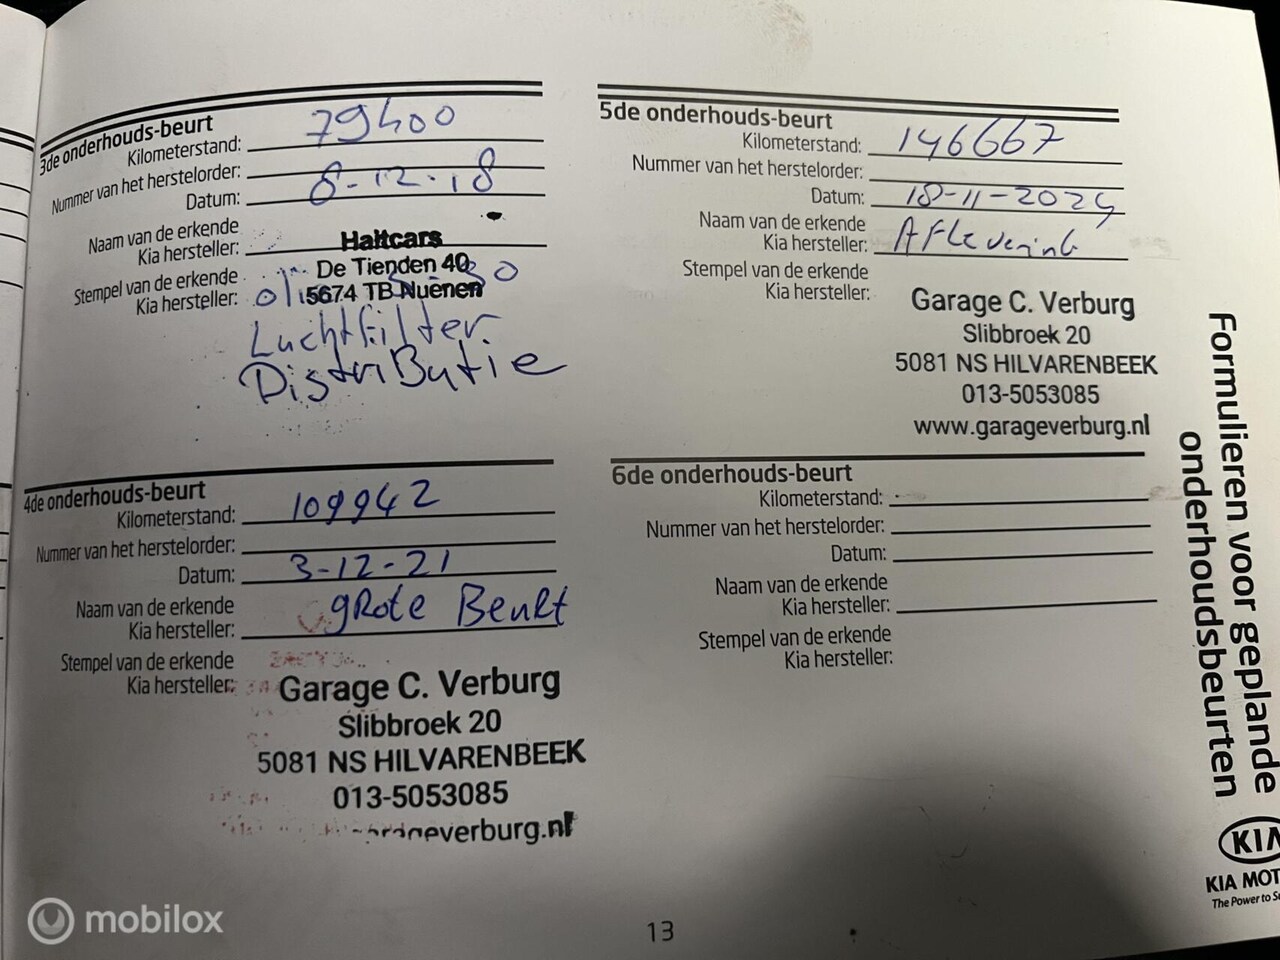 3de onderhouds-beurt
Kilometerstand: 79400
Nummer van het herstelorder:
Datum: 8-12-18
Naam van de erkende
Kia hersteller:
Haltcars
Stempel van de erkende
Kia hersteller:
De Tienden 40
5674 TB Nuenen
Luchtfilter
Distributie
4de onderhouds-beurt
Kilometerstand: 109942
Nummer van het herstelorder:
Datum: 3-12-21
Naam van de erkende
Kia hersteller: grote Beurt
Stempel van de erkende
Kia hersteller:
Garage C. Verburg
Slibbroek 20
5081 NS HILVARENBEEK
013-5053085
5de onderhouds-beurt
Kilometerstand: 146667
Nummer van het herstelorder:
Datum: 18-11-2024
Naam van de erkende
Kia hersteller: Aflevering
Stempel van de erkende
Kia hersteller:
Garage C. Verburg
Slibbroek 20
5081 NS HILVARENBEEK
013-5053085
www.garageverburg.nl
6de onderhouds-beurt
Kilometerstand:
Nummer van het herstelorder:
Datum:
Naam van de erkende
Kia hersteller:
Stempel van de erkende
Kia hersteller:
Formulieren voor geplande
onderhoudsbeurten
KIA
KIA MOT
The Power to
13
mobilox